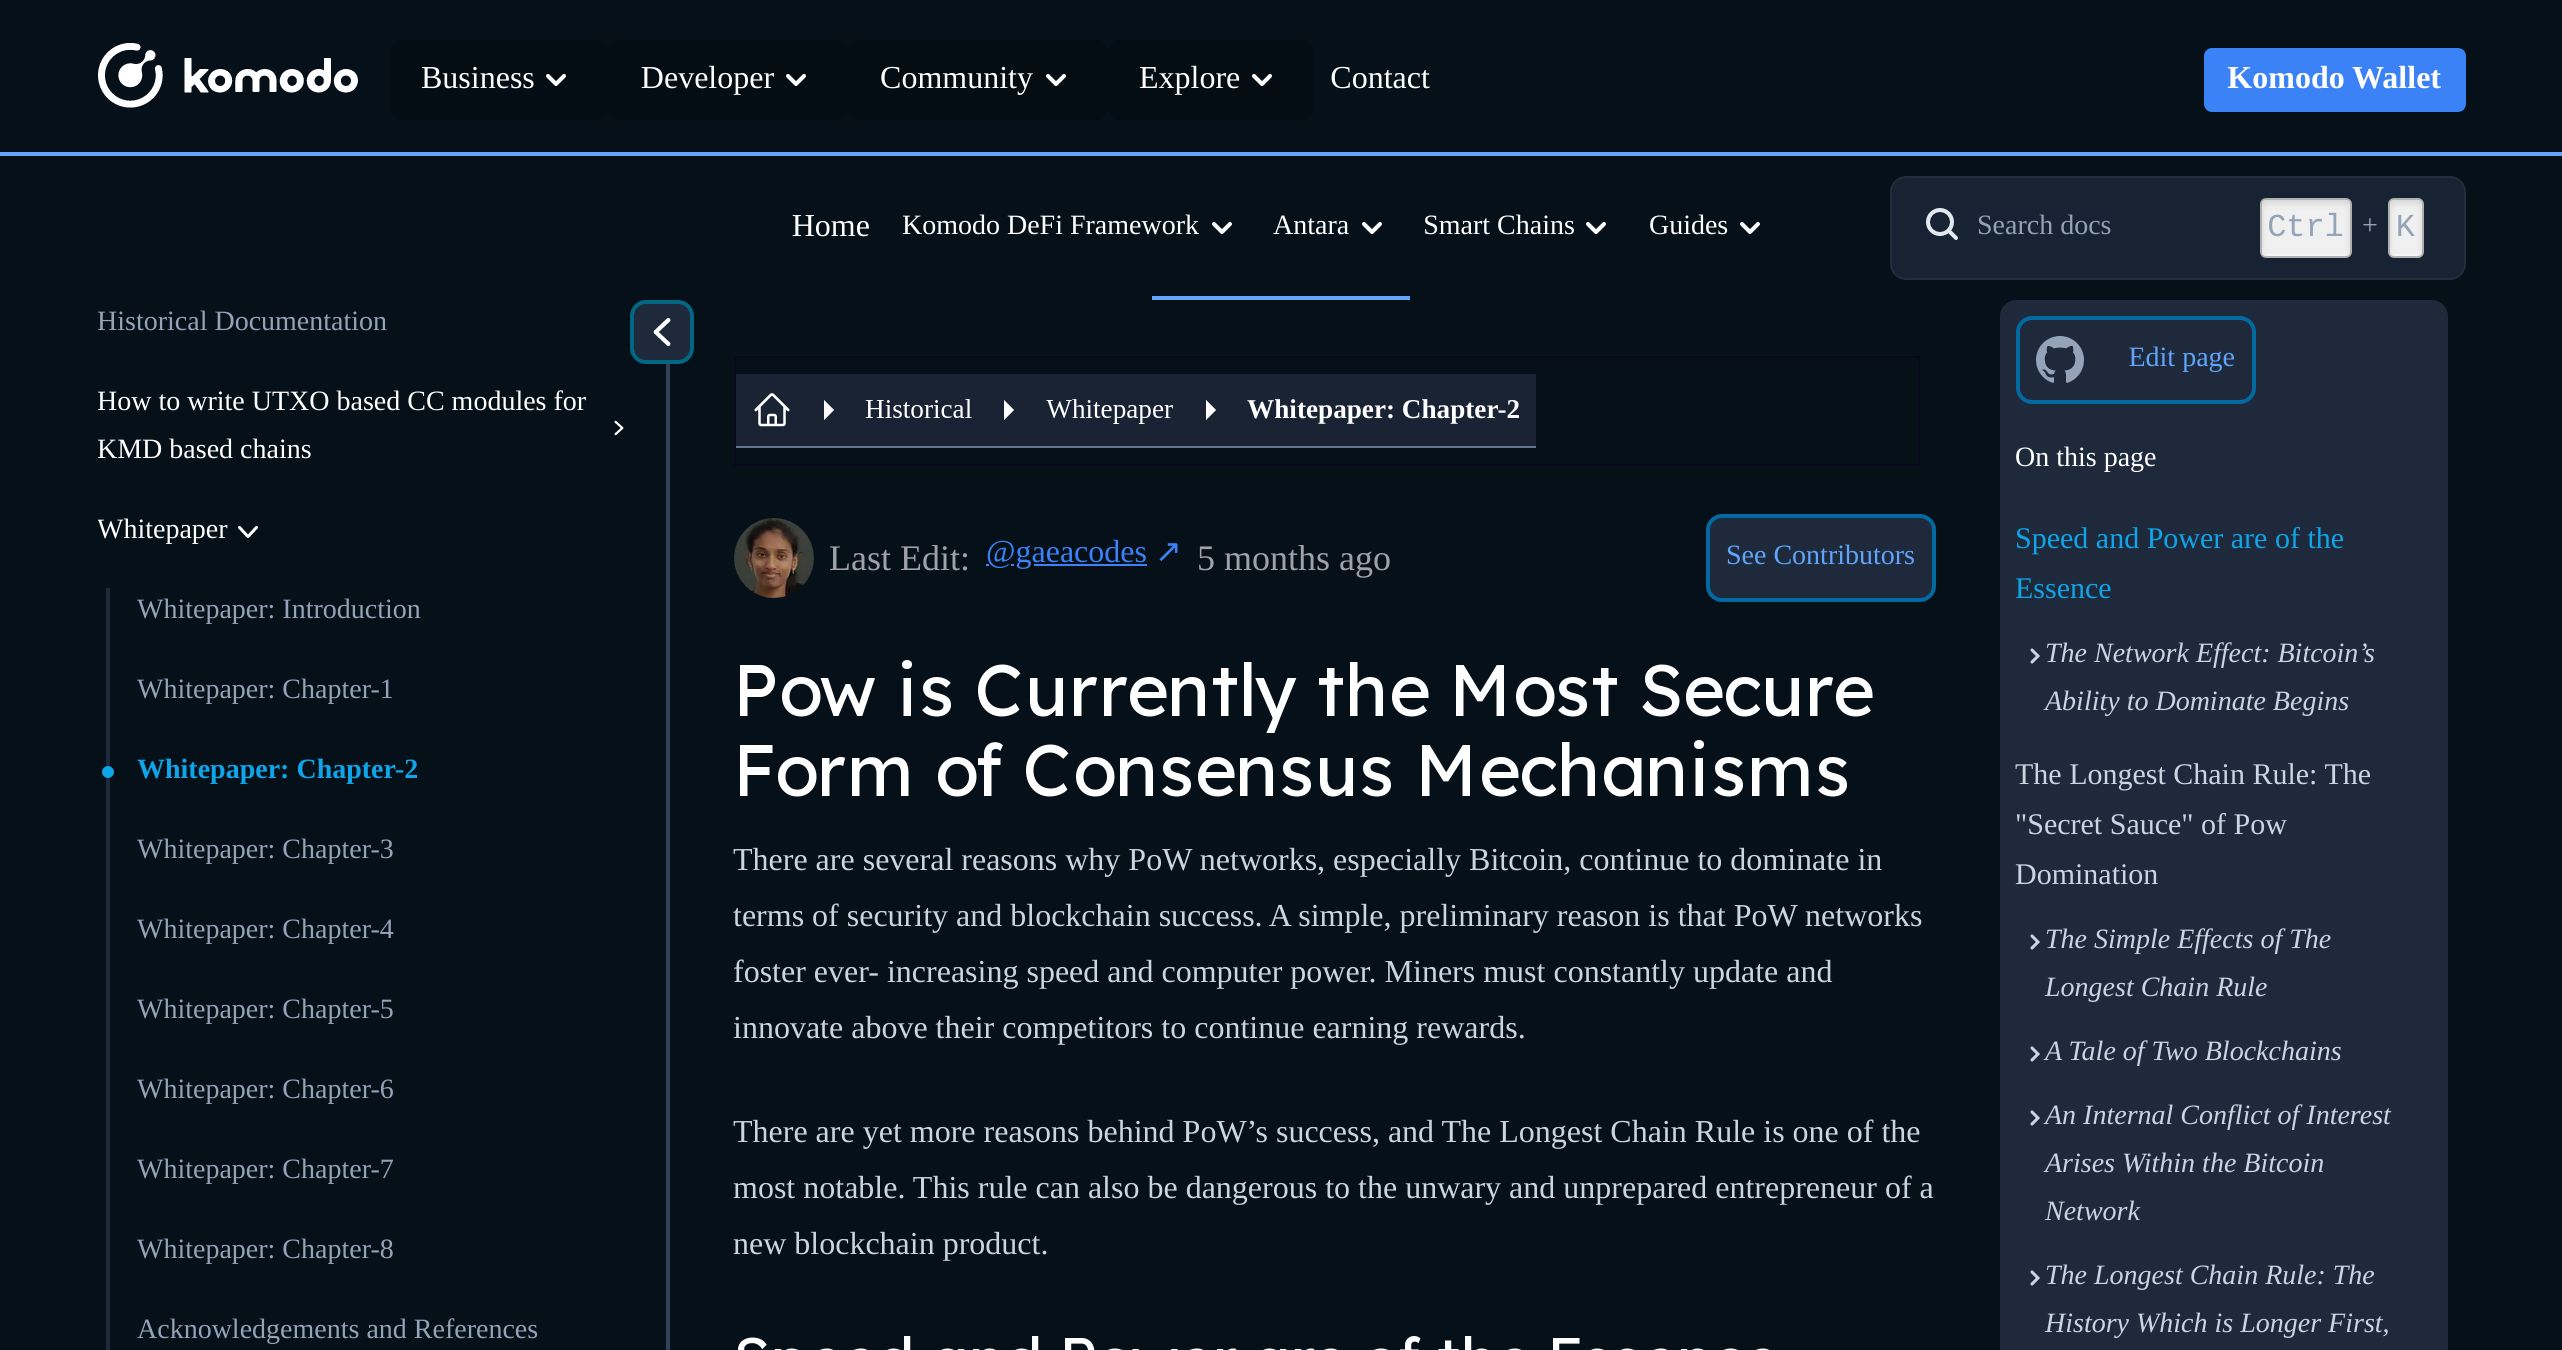 komodo
Business
Developer
Community
Explore
Contact
Komodo Wallet
Home
Komodo DeFi Framework
Antara
Smart Chains
Guides
Search docs
Ctrl + K
Historical Documentation
How to write UTXO based CC modules for
KMD based chains
Whitepaper
Whitepaper: Introduction
Whitepaper: Chapter-1
Whitepaper: Chapter-2
Whitepaper: Chapter-3
Whitepaper: Chapter-4
Whitepaper: Chapter-5
Whitepaper: Chapter-6
Whitepaper: Chapter-7
Whitepaper: Chapter-8
Acknowledgements and References
Historical
Whitepaper
Whitepaper: Chapter-2
Last Edit: @gaeacodes 5 months ago
See Contributors
Pow is Currently the Most Secure
Form of Consensus Mechanisms
There are several reasons why PoW networks, especially Bitcoin, continue to dominate in
terms of security and blockchain success. A simple, preliminary reason is that PoW networks
foster ever- increasing speed and computer power. Miners must constantly update and
innovate above their competitors to continue earning rewards.
There are yet more reasons behind PoW’s success, and The Longest Chain Rule is one of the
most notable. This rule can also be dangerous to the unwary and unprepared entrepreneur of a
new blockchain product.
Speed and Power are of the Essence
Edit page
On this page
Speed and Power are of the
Essence
The Network Effect: Bitcoin’s
Ability to Dominate Begins
The Longest Chain Rule: The
"Secret Sauce" of Pow
Domination
The Simple Effects of The
Longest Chain Rule
A Tale of Two Blockchains
An Internal Conflict of Interest
Arises Within the Bitcoin
Network
The Longest Chain Rule: The
History Which is Longer First,